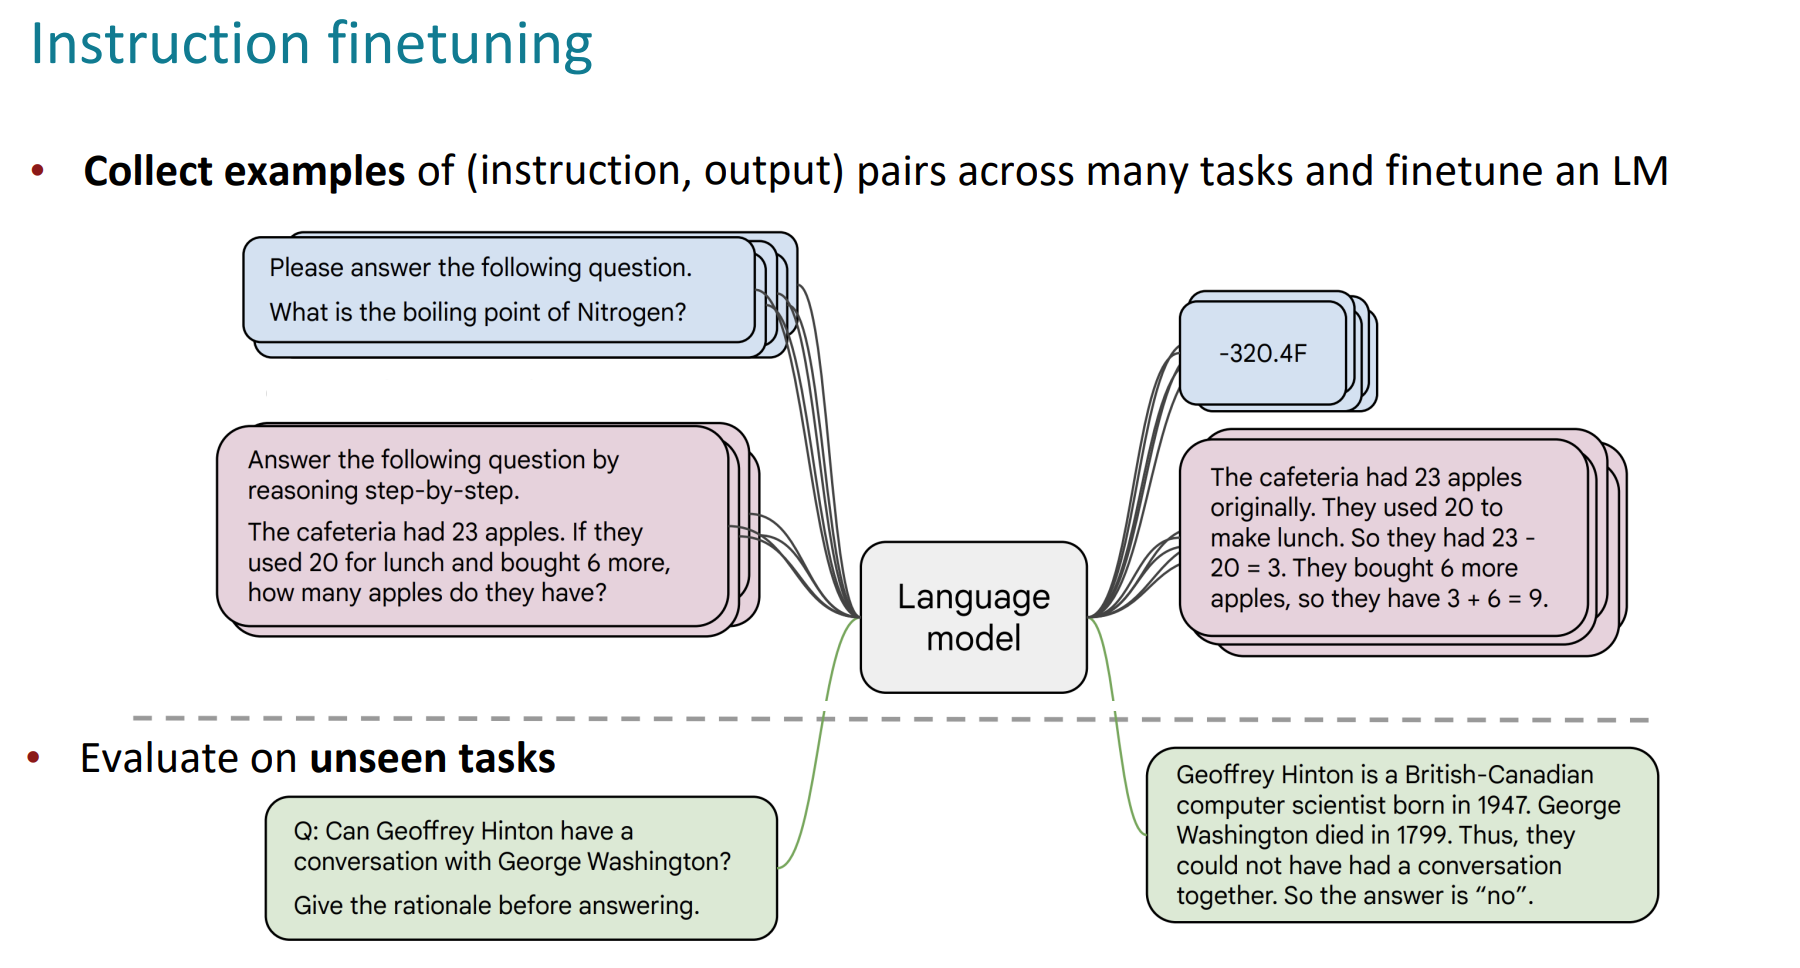 Instruction finetuning
• Collect examples of (instruction, output) pairs across many tasks and finetune an LM
Please answer the following question.
What is the boiling point of Nitrogen?
-320.4F
Answer the following question by
reasoning step-by-step.
The cafeteria had 23 apples. If they
used 20 for lunch and bought 6 more,
how many apples do they have?
Language
model
The cafeteria had 23 apples
originally. They used 20 to
make lunch. So they had 23 -
20 = 3. They bought 6 more
apples, so they have 3 + 6 = 9.
• Evaluate on unseen tasks
Q: Can Geoffrey Hinton have a
conversation with George Washington?
Give the rationale before answering.
Geoffrey Hinton is a British-Canadian
computer scientist born in 1947. George
Washington died in 1799. Thus, they
could not have had a conversation
together. So the answer is “no”.